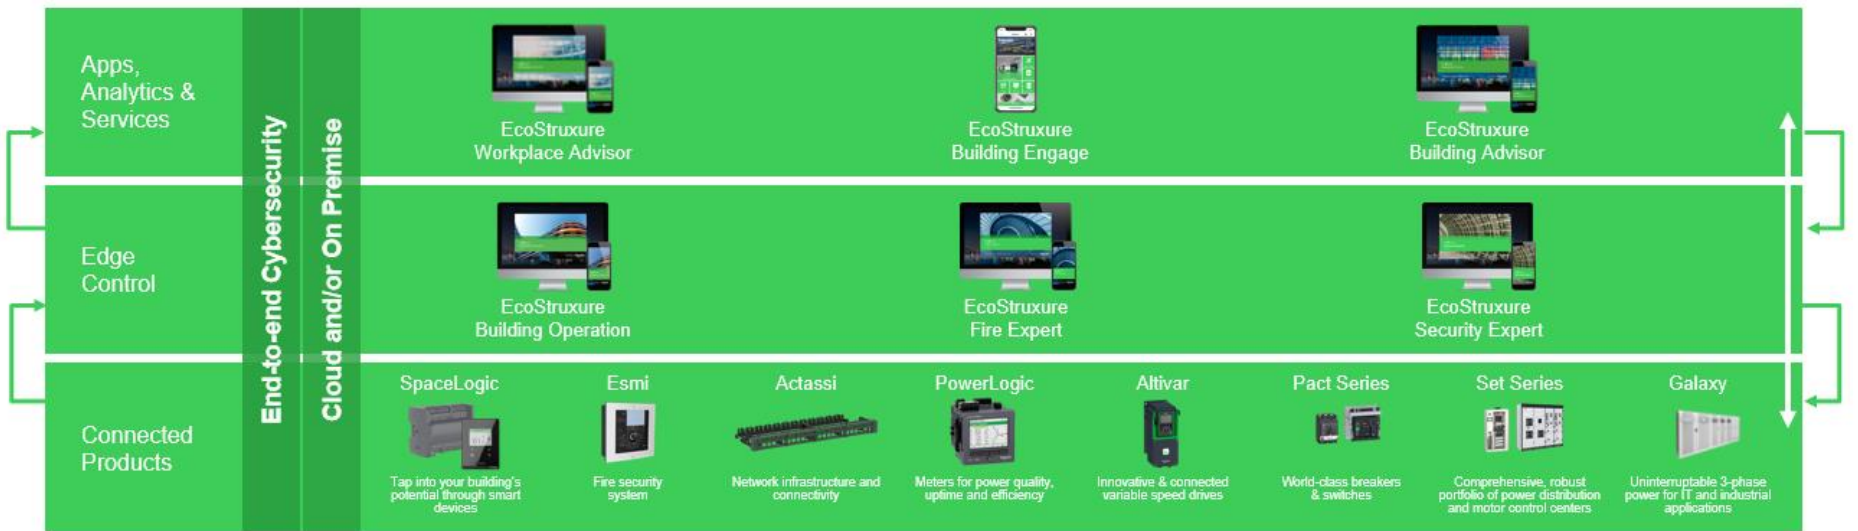 Apps,
Analytics &
Services
End-to-end Cybersecurity
Cloud and/or On Premise
EcoStruxure
Workplace Advisor
EcoStruxure
Building Engage
EcoStruxure
Building Advisor
Edge
Control
EcoStruxure
Building Operation
EcoStruxure
Fire Expert
EcoStruxure
Security Expert
Connected
Products
SpaceLogic
Tap into your building's
potential through smart
devices
Esmi
Fire security
system
Actassi
Network infrastructure and
connectivity
PowerLogic
Meters for power quality,
uptime and efficiency
Altivar
Innovative & connected
variable speed drives
Pact Series
World-class breakers
& switches
Set Series
Comprehensive, robust
portfolio of power distribution
and motor control centers
Galaxy
Uninterruptable 3-phase
power for IT and industrial
applications